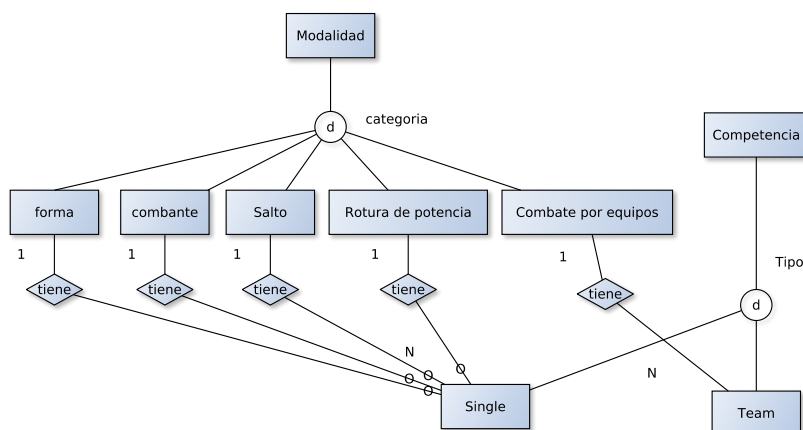 Modalidad
d
categoria
Competencia
forma
combante
Salto
Rotura de potencia
Combate por equipos
1
1
1
1
1
Tipo
tiene
tiene
tiene
tiene
tiene
d
N
O
O
O
O
N
Single
Team